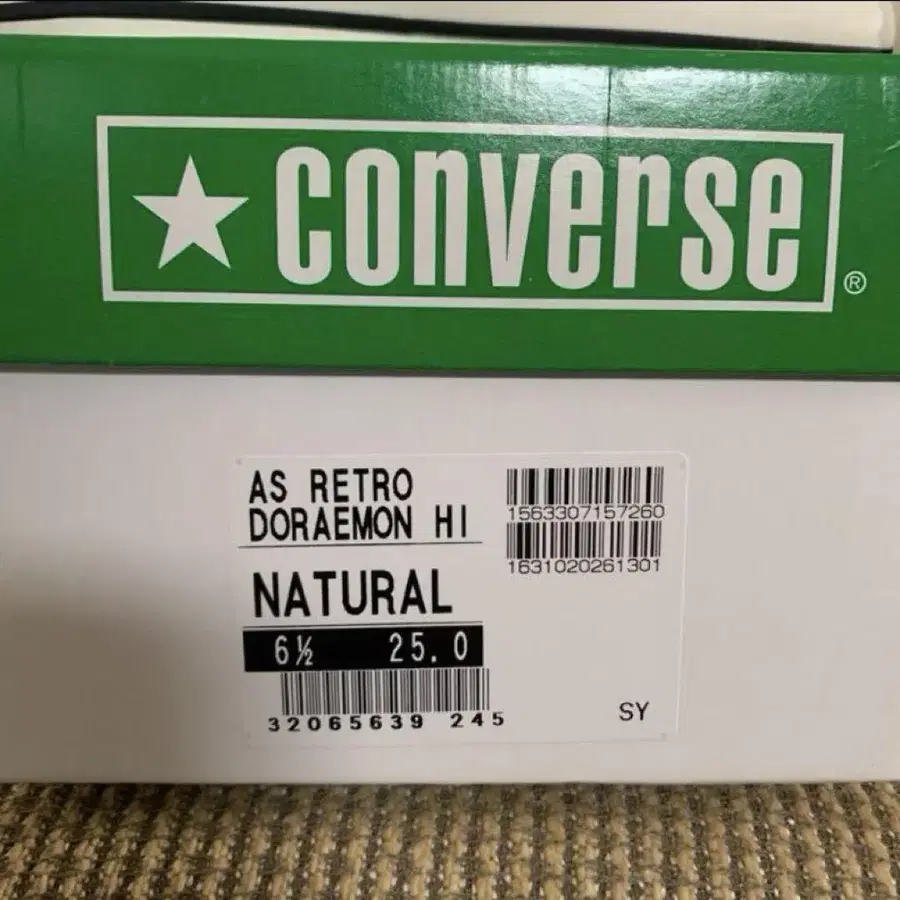 CONVERSE ®
AS RETRO
DORAEMON HI
NATURAL
6½ 25.0
32065639 245
1563307157260
1631020261301
SY